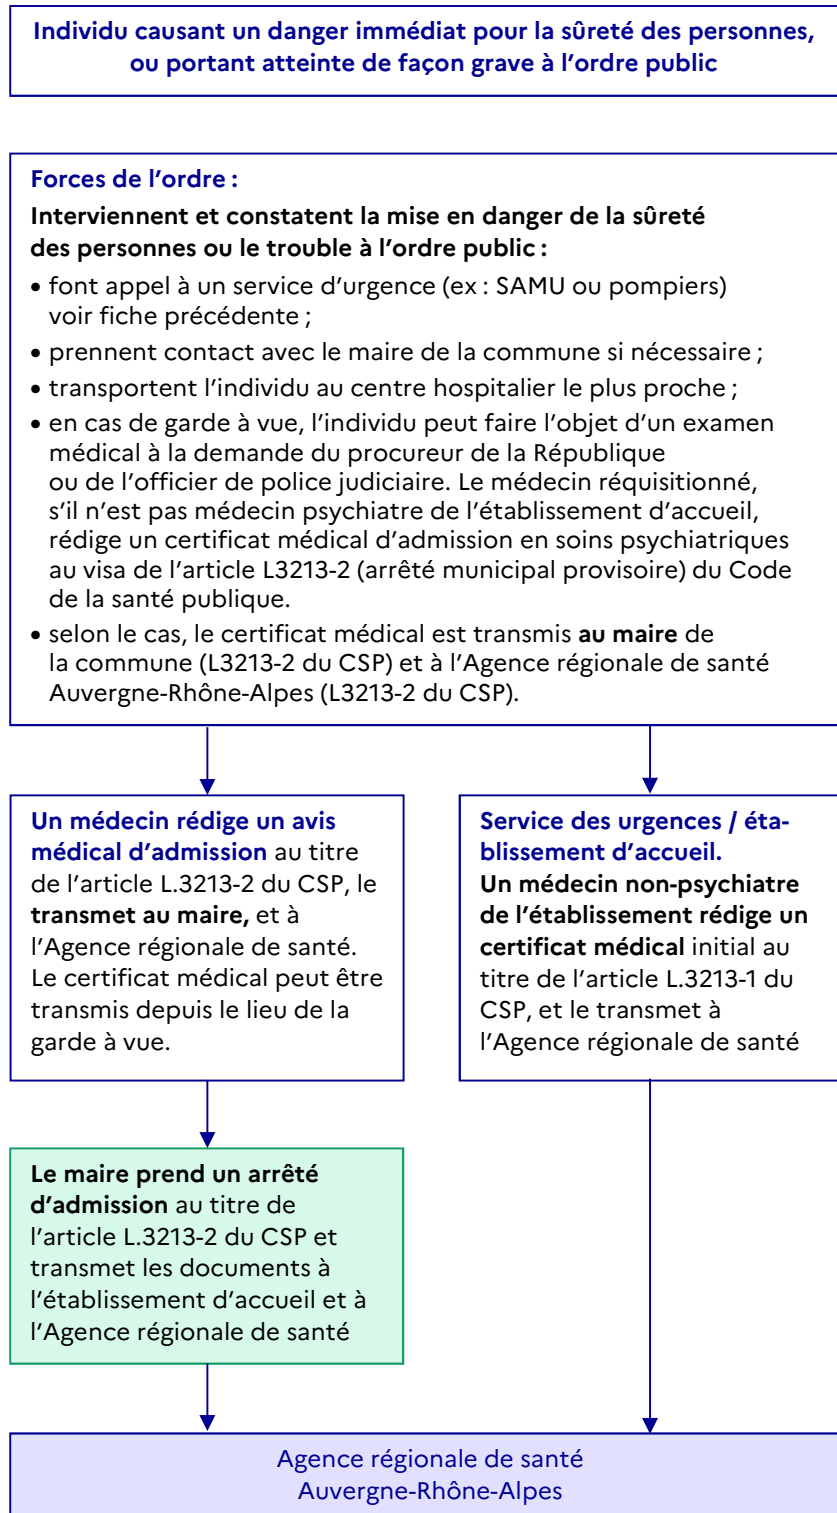 Individu causant un danger immédiat pour la sûreté des personnes,
ou portant atteinte de façon grave à l’ordre public
Forces de l’ordre :
Interviennent et constatent la mise en danger de la sûreté
des personnes ou le trouble à l’ordre public :
• font appel à un service d’urgence (ex : SAMU ou pompiers)
voir fiche précédente ;
• prennent contact avec le maire de la commune si nécessaire ;
• transportent l’individu au centre hospitalier le plus proche ;
• en cas de garde à vue, l’individu peut faire l’objet d’un examen
médical à la demande du procureur de la République
ou de l’officier de police judiciaire. Le médecin réquisitionné,
s’il n’est pas médecin psychiatre de l’établissement d’accueil,
rédige un certificat médical d’admission en soins psychiatriques
au visa de l’article L3213-2 (arrêté municipal provisoire) du Code
de la santé publique.
• selon le cas, le certificat médical est transmis au maire de
la commune (L3213-2 du CSP) et à l’Agence régionale de santé
Auvergne-Rhône-Alpes (L3213-2 du CSP).
Un médecin rédige un avis
médical d’admission au titre
de l’article L.3213-2 du CSP, le
transmet au maire, et à
l’Agence régionale de santé.
Le certificat médical peut être
transmis depuis le lieu de la
garde à vue.
Service des urgences / éta-
blissement d’accueil.
Un médecin non-psychiatre
de l’établissement rédige un
certificat médical initial au
titre de l’article L.3213-1 du
CSP, et le transmet à
l’Agence régionale de santé
Le maire prend un arrêté
d’admission au titre de
l’article L.3213-2 du CSP et
transmet les documents à
l’établissement d’accueil et à
l’Agence régionale de santé
Agence régionale de santé
Auvergne-Rhône-Alpes